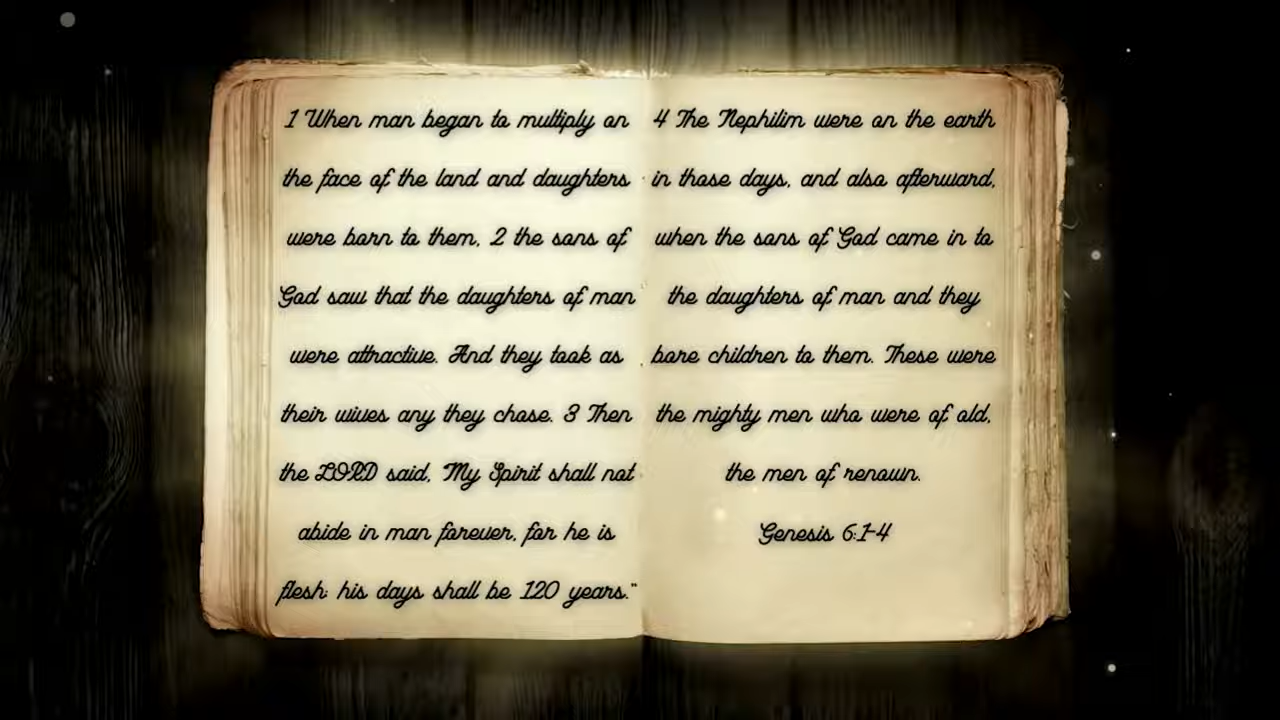 1 When man began to multiply on
the face of the land and daughters
were born to them, 2 the sons of
God saw that the daughters of man
were attractive. And they took as
their wives any they chose. 3 Then
the LORD said, "My Spirit shall not
abide in man forever, for he is
flesh: his days shall be 120 years."
4 The Nephilim were on the earth
in those days, and also afterward,
when the sons of God came in to
the daughters of man and they
bore children to them. These were
the mighty men who were of old,
the men of renown.
Genesis 6:1-4